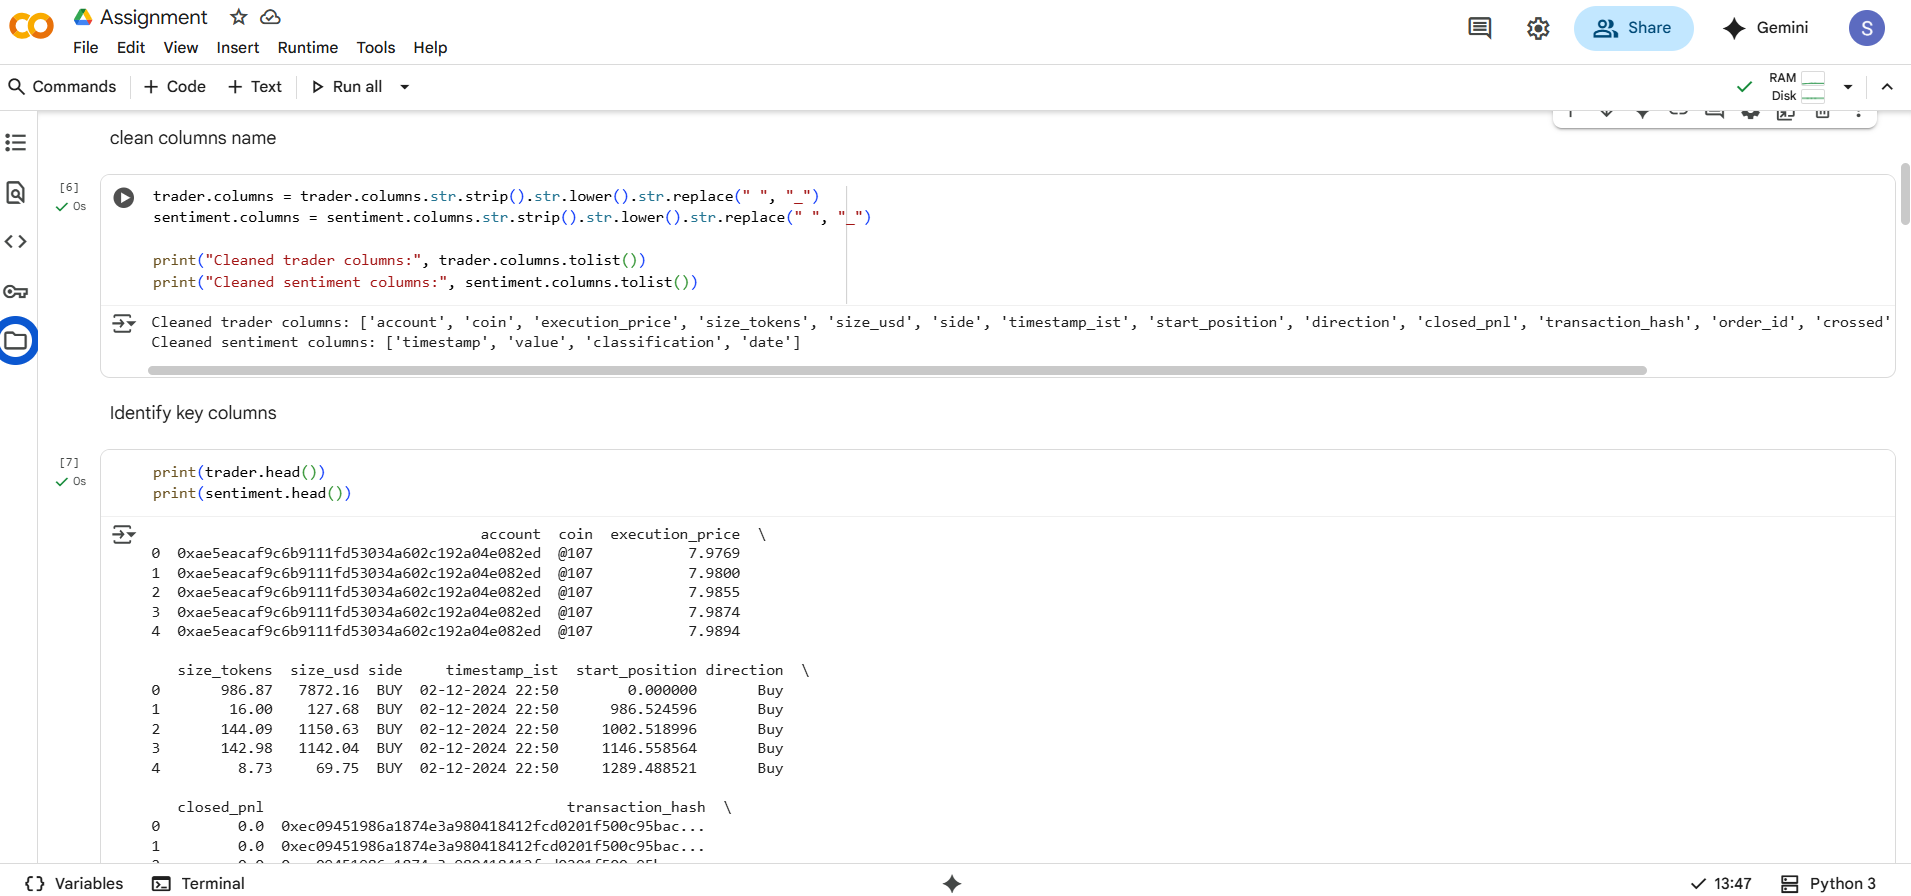 Assignment
File Edit View Insert Runtime Tools Help
Share
Gemini
S
Commands + Code + Text Run all
RAM
Disk
clean columns name
[6]
0s
trader.columns = trader.columns.str.strip().str.lower().str.replace(" ", "_")
sentiment.columns = sentiment.columns.str.strip().str.lower().str.replace(" ", "_")
print("Cleaned trader columns:", trader.columns.tolist())
print("Cleaned sentiment columns:", sentiment.columns.tolist())
Cleaned trader columns: ['account', 'coin', 'execution_price', 'size_tokens', 'size_usd', 'side', 'timestamp_ist', 'start_position', 'direction', 'closed_pnl', 'transaction_hash', 'order_id', 'crossed'
Cleaned sentiment columns: ['timestamp', 'value', 'classification', 'date']
Identify key columns
[7]
0s
print(trader.head())
print(sentiment.head())
account coin execution_price \
0 0xae5eacaf9c6b9111fd53034a602c192a04e082ed @107 7.9769
1 0xae5eacaf9c6b9111fd53034a602c192a04e082ed @107 7.9800
2 0xae5eacaf9c6b9111fd53034a602c192a04e082ed @107 7.9855
3 0xae5eacaf9c6b9111fd53034a602c192a04e082ed @107 7.9874
4 0xae5eacaf9c6b9111fd53034a602c192a04e082ed @107 7.9894
size_tokens size_usd side timestamp_ist start_position direction \
0 986.87 7872.16 BUY 02-12-2024 22:50 0.000000 Buy
1 16.00 127.68 BUY 02-12-2024 22:50 986.524596 Buy
2 144.09 1150.63 BUY 02-12-2024 22:50 1002.518996 Buy
3 142.98 1142.04 BUY 02-12-2024 22:50 1146.558564 Buy
4 8.73 69.75 BUY 02-12-2024 22:50 1289.488521 Buy
closed_pnl transaction_hash \
0 0.0 0xec09451986a1874e3a980418412fcd0201f500c95bac...
1 0.0 0xec09451986a1874e3a980418412fcd0201f500c95bac...
Variables Terminal
13:47 Python 3